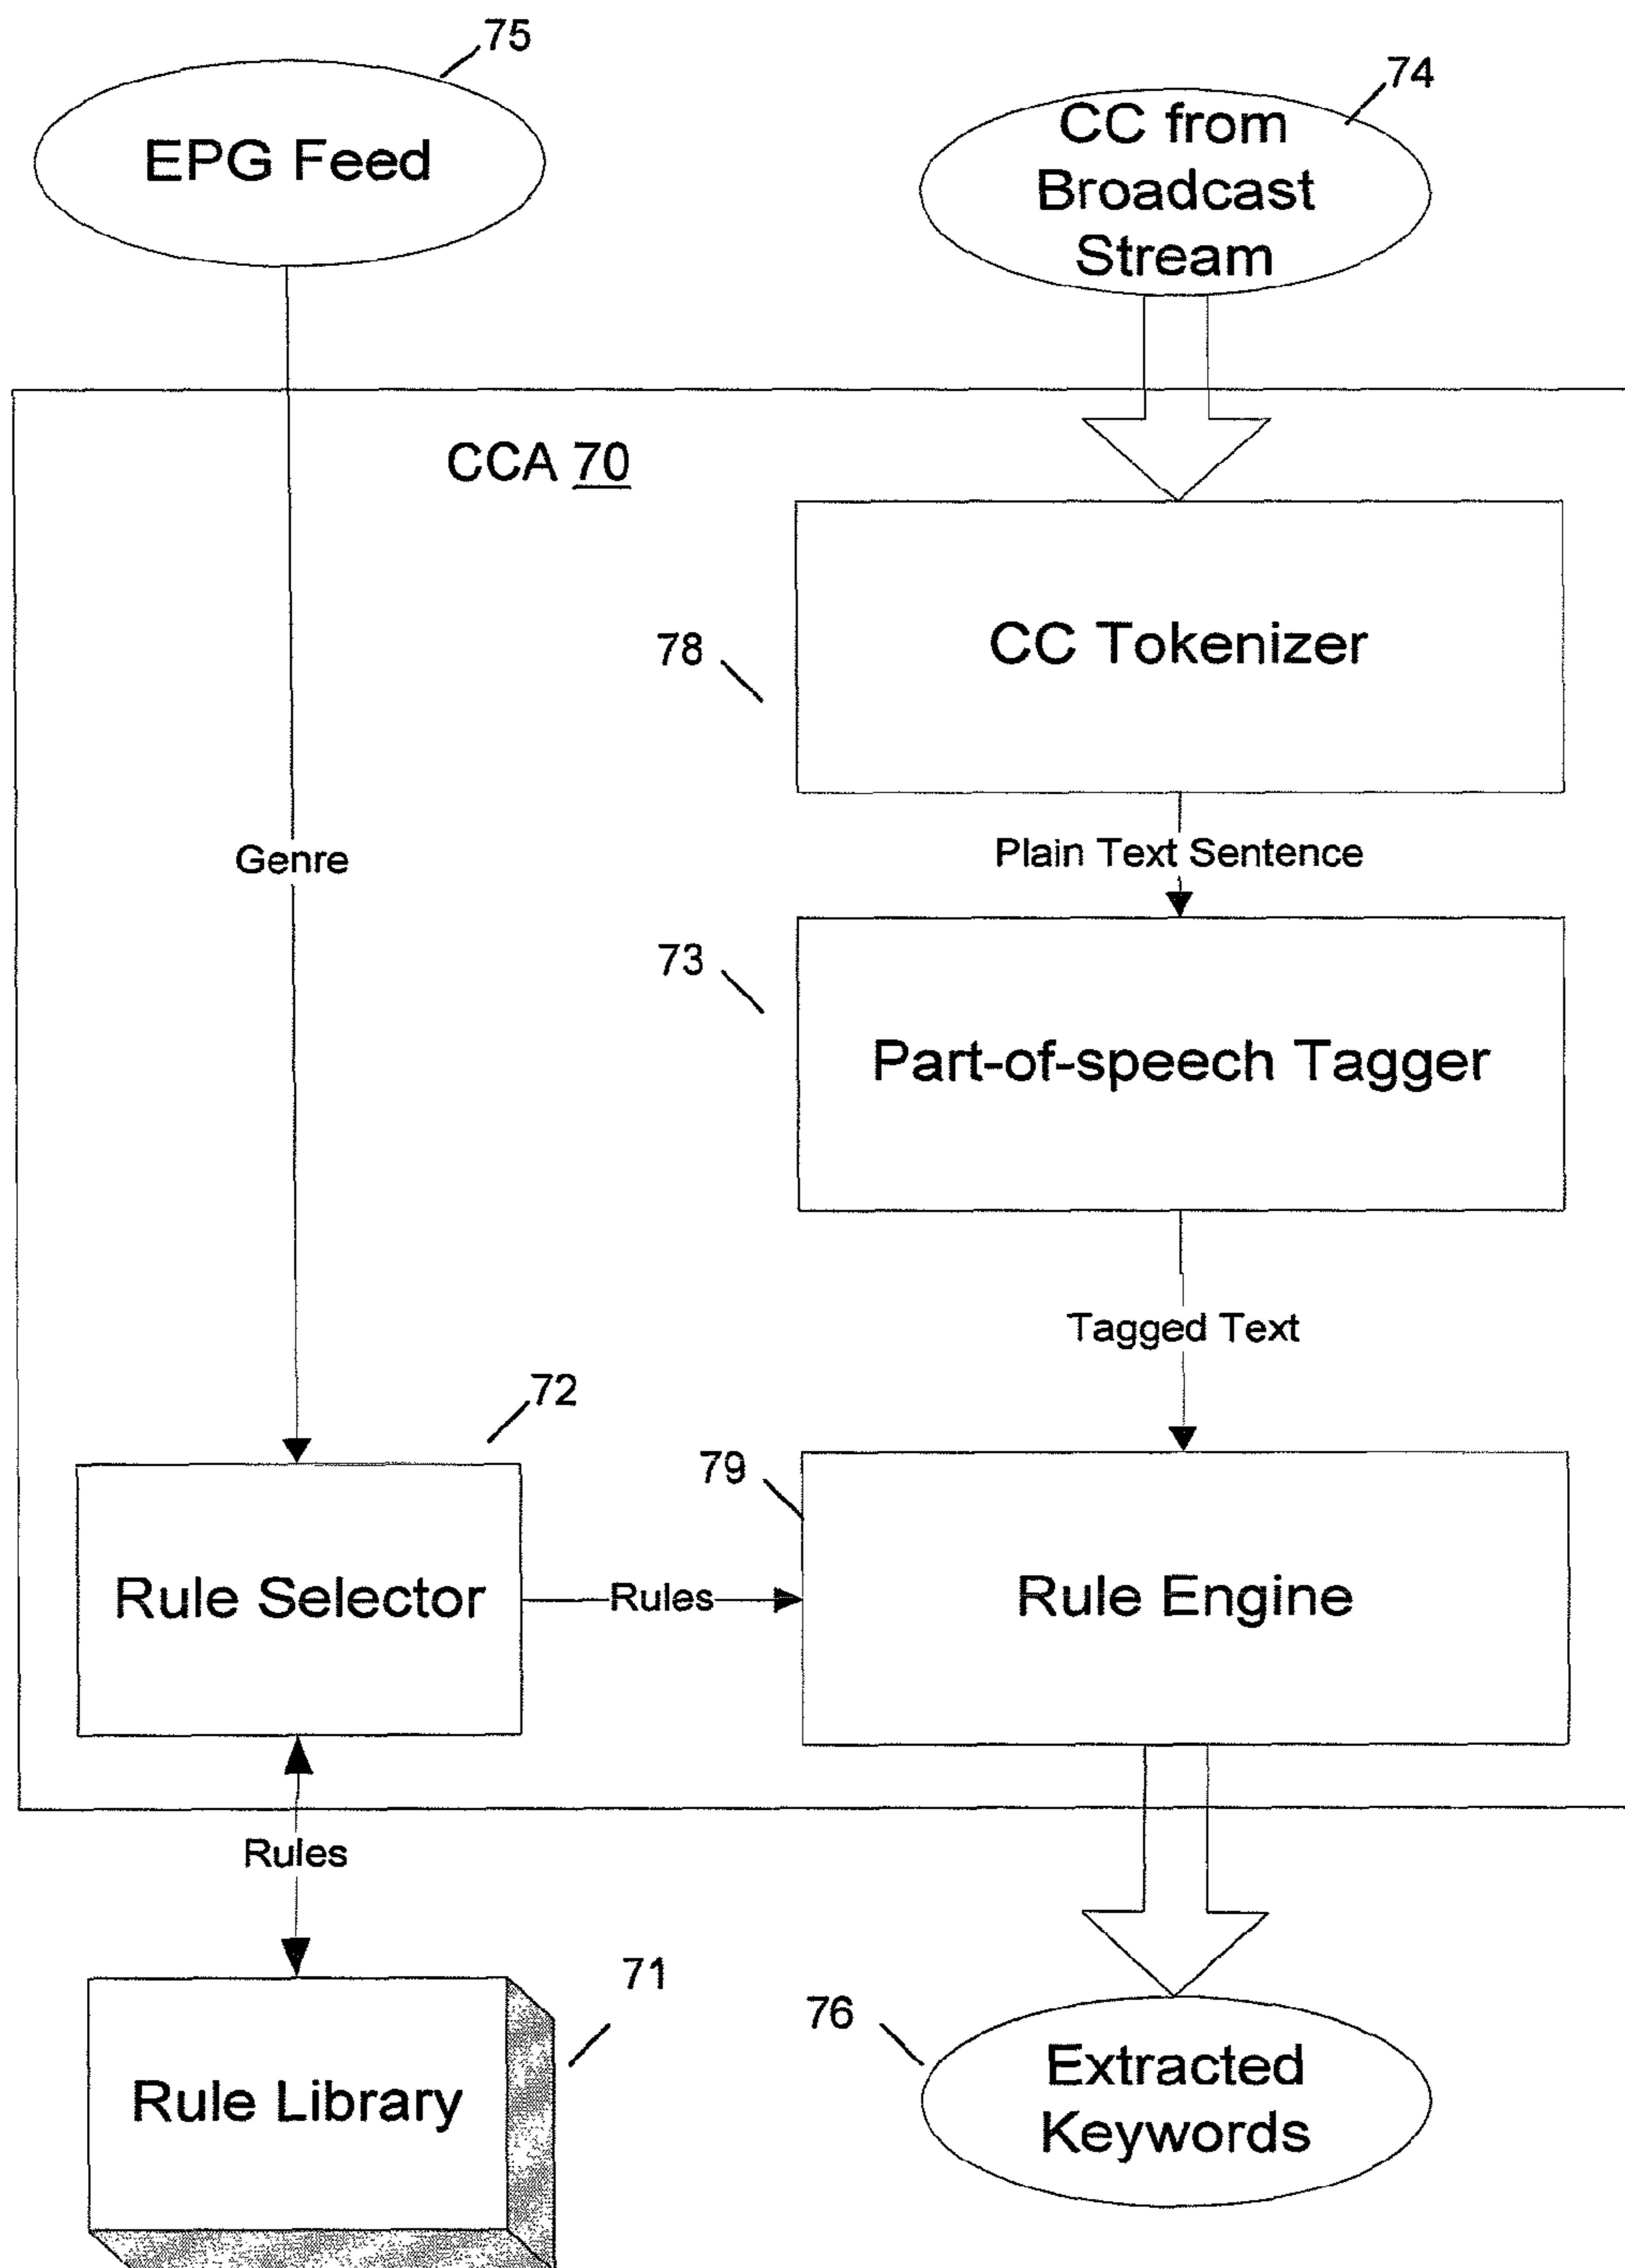 75
EPG Feed
74
CC from
Broadcast
Stream
CCA 70
78
CC Tokenizer
Genre
Plain Text Sentence
73
Part-of-speech Tagger
Tagged Text
72
79
Rule Selector
Rules
Rule Engine
Rules
71
76
Rule Library
Extracted
Keywords